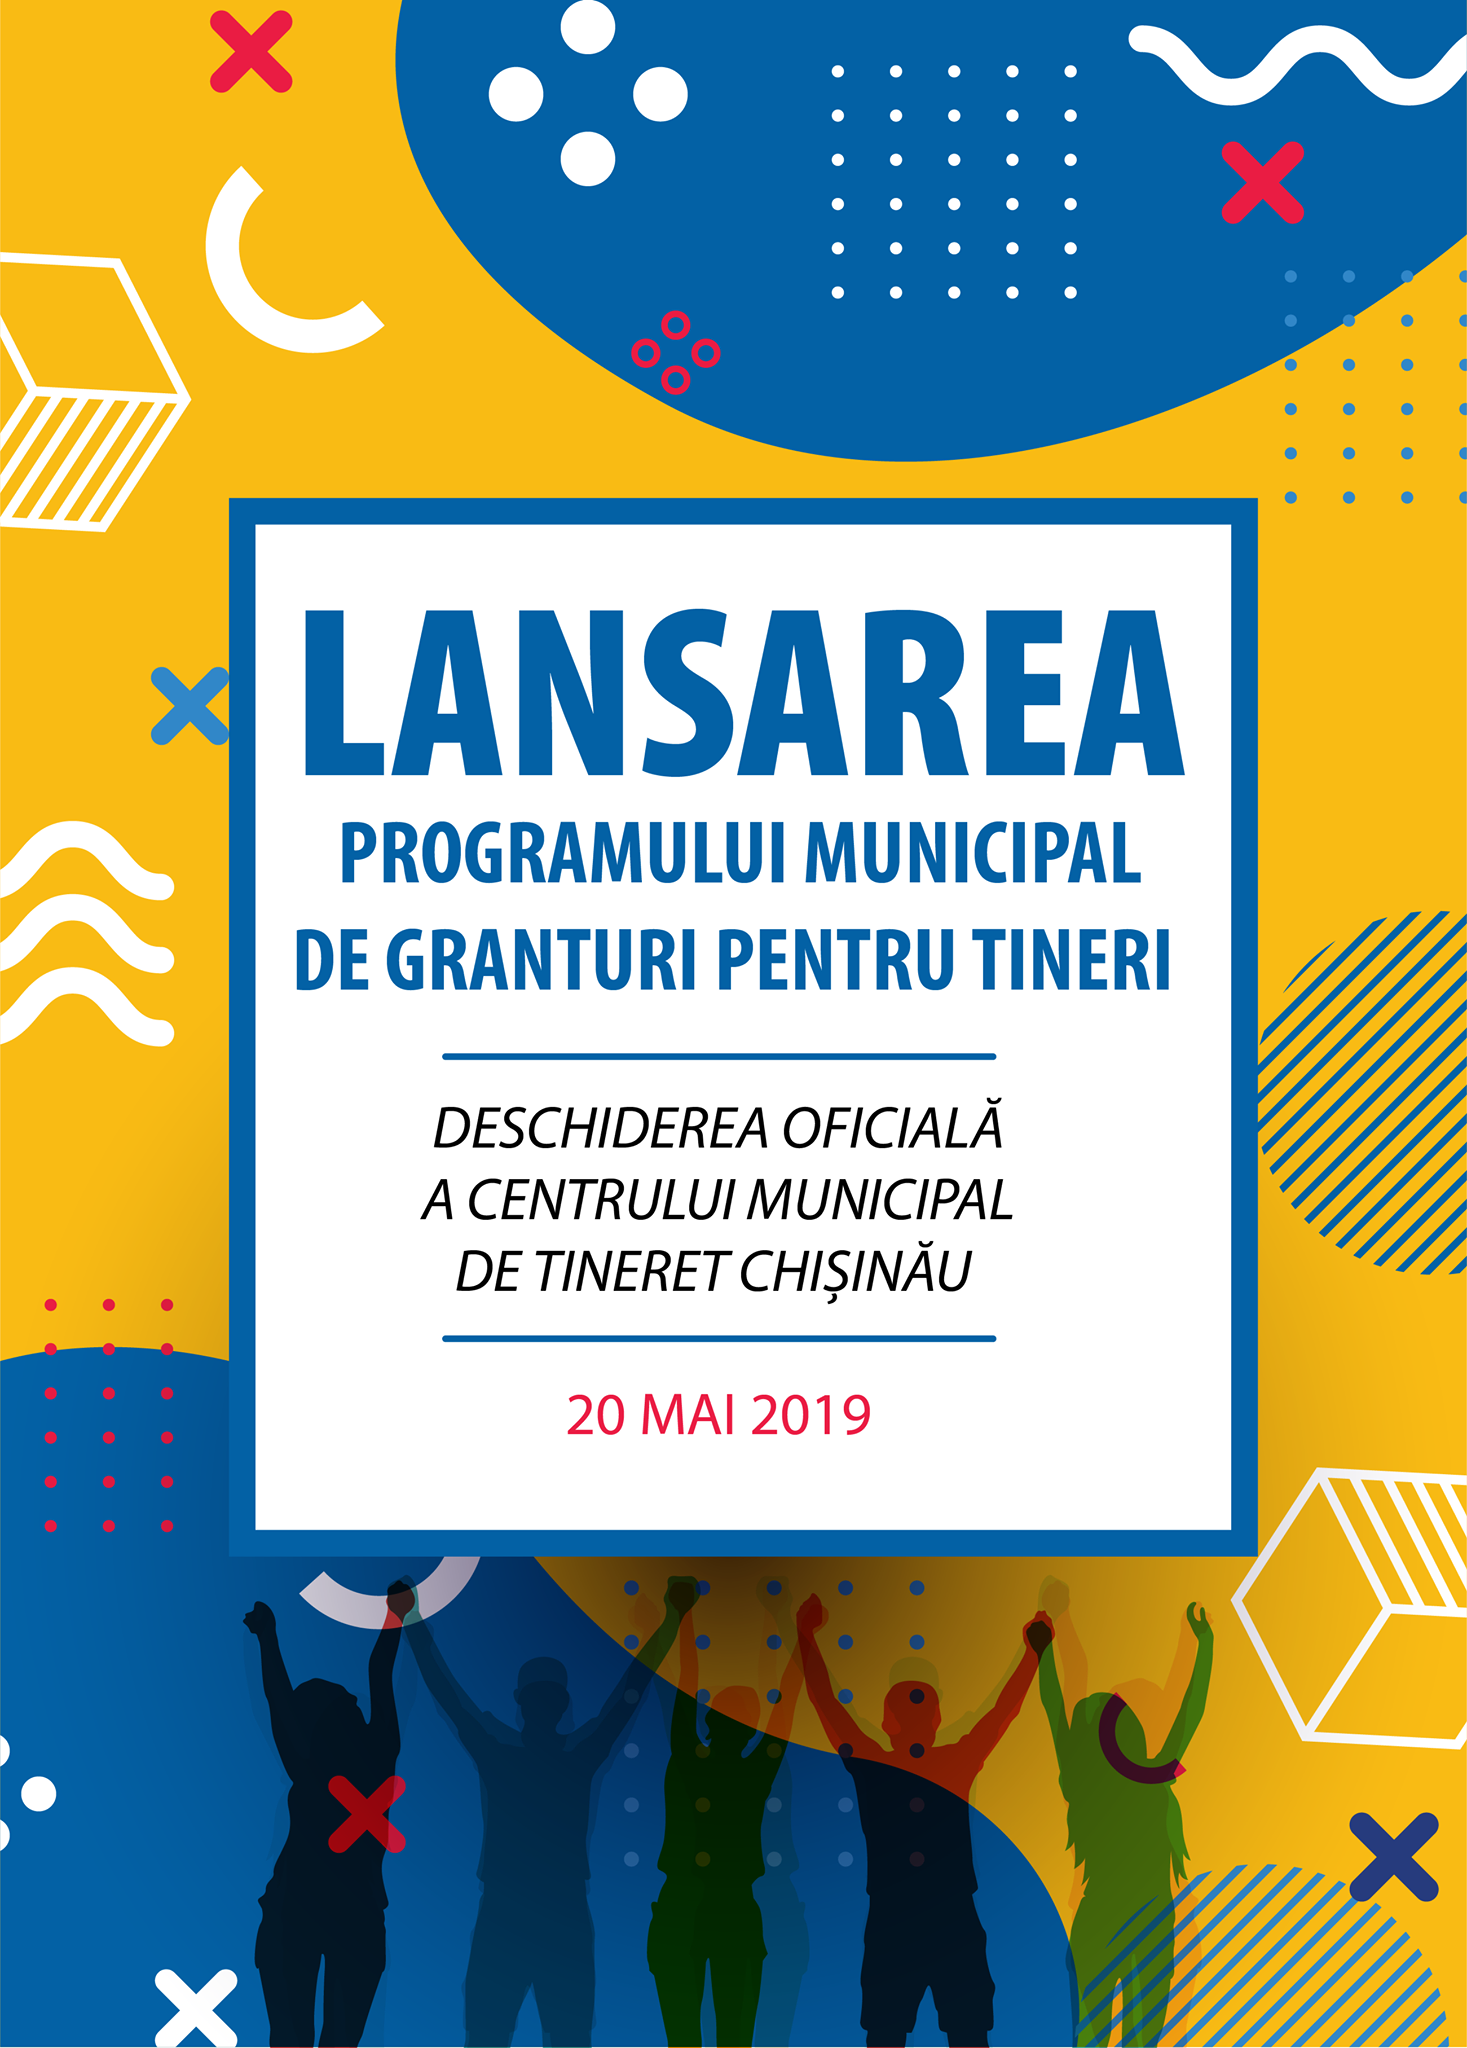 LANSAREA
PROGRAMULUI MUNICIPAL
DE GRANTURI PENTRU TINERI
DESCHIDEREA OFICIALĂ
A CENTRULUI MUNICIPAL
DE TINERET CHIȘINĂU
20 MAI 2019